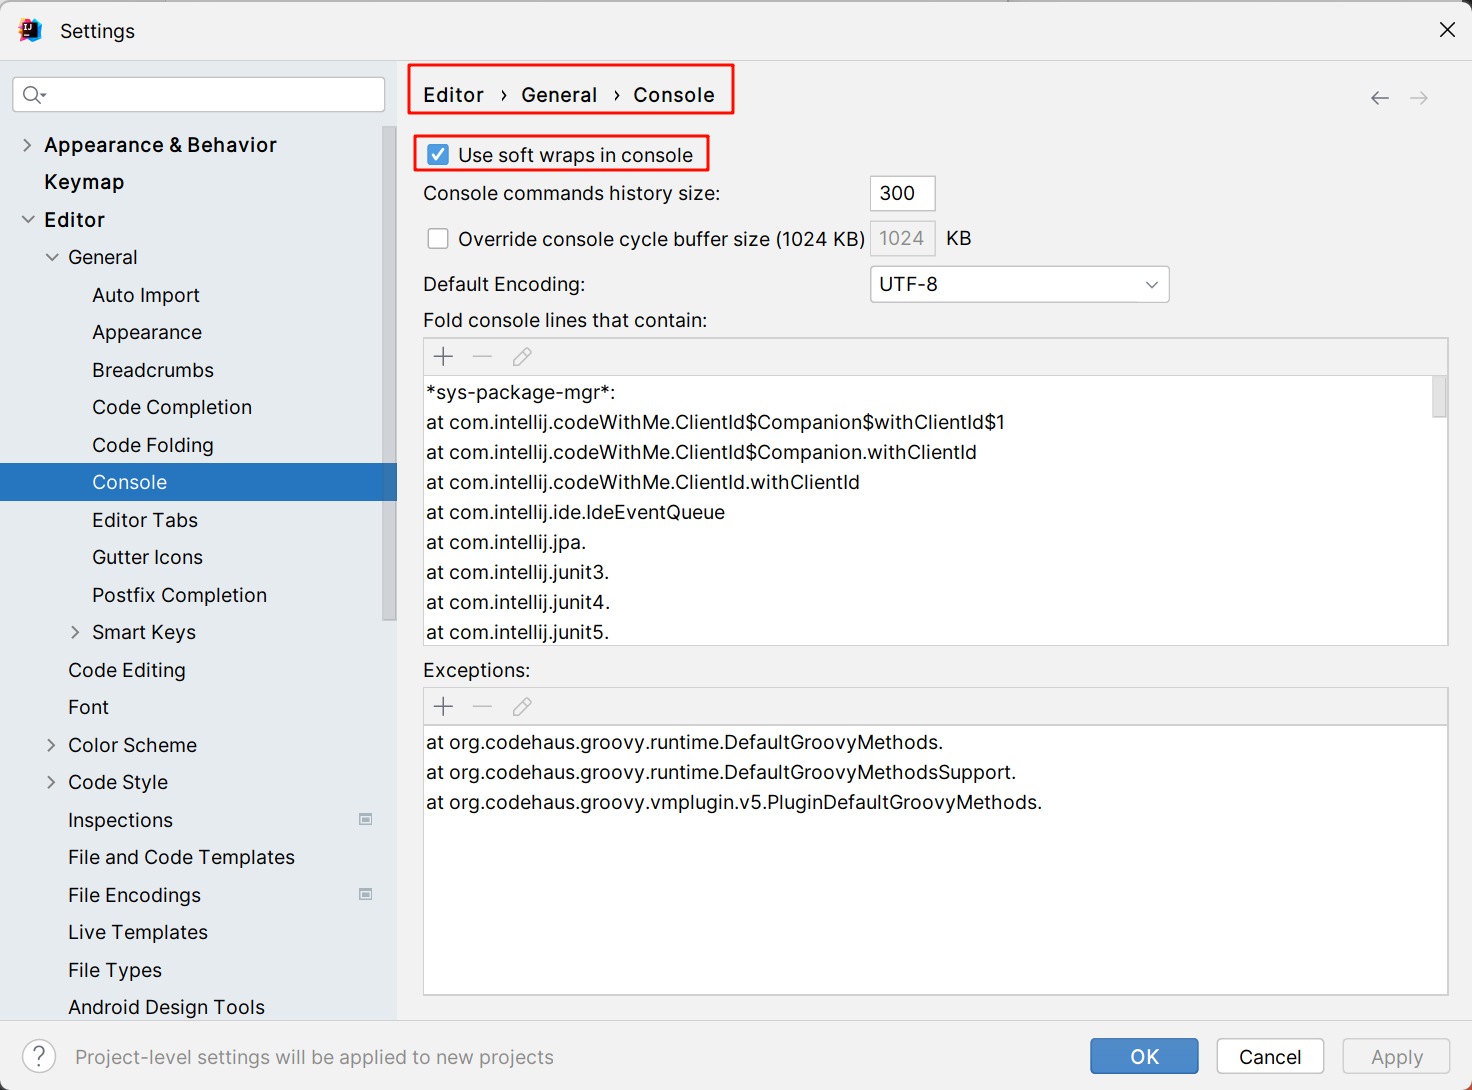 Settings
Appearance & Behavior
Keymap
Editor
General
Auto Import
Appearance
Breadcrumbs
Code Completion
Code Folding
Console
Editor Tabs
Gutter Icons
Postfix Completion
Smart Keys
Code Editing
Font
Color Scheme
Code Style
Inspections
File and Code Templates
File Encodings
Live Templates
File Types
Android Design Tools
Editor › General › Console
Use soft wraps in console
Console commands history size: 300
Override console cycle buffer size (1024 KB) 1024 KB
Default Encoding: UTF-8
Fold console lines that contain:
*sys-package-mgr*:
at com.intellij.codeWithMe.ClientId$Companion$withClientId$1
at com.intellij.codeWithMe.ClientId$Companion.withClientId
at com.intellij.codeWithMe.ClientId.withClientId
at com.intellij.ide.IdeEventQueue
at com.intellij.jpa.
at com.intellij.junit3.
at com.intellij.junit4.
at com.intellij.junit5.
Exceptions:
at org.codehaus.groovy.runtime.DefaultGroovyMethods.
at org.codehaus.groovy.runtime.DefaultGroovyMethodsSupport.
at org.codehaus.groovy.vmplugin.v5.PluginDefaultGroovyMethods.
? Project-level settings will be applied to new projects
OK Cancel Apply